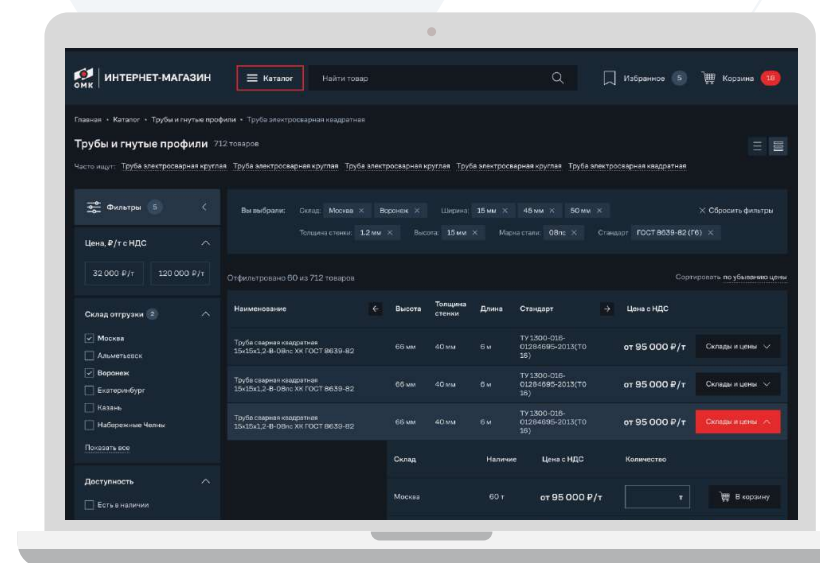 ОМК ИНТЕРНЕТ-МАГАЗИН Каталог Найти товар Избранное 5 Корзина 10
Главная • Каталог • Трубы и гнутые профили • Труба электросварная квадратная
Трубы и гнутые профили 712 товаров
Часто ищут: Труба электросварная круглая Труба электросварная круглая Труба электросварная круглая Труба электросварная круглая Труба электросварная квадратная
Фильтры 5
Цена, ₽/т с НДС
32 000 ₽/т 120 000 ₽/т
Склад отгрузки 2
Москва
Альметьевск
Воронеж
Екатеринбург
Казань
Набережные Челны
Показать все
Доступность
Есть в наличии
Вы выбрали: Склад: Москва × Воронеж × Ширина: 15 мм × 45 мм × 50 мм × × Сбросить фильтры
Толщина стенки: 1.2 мм × Высота: 15 мм × Марка стали: 08пс × Стандарт ГОСТ 8639-82 (Г6) ×
Отфильтровано 60 из 712 товаров Сортировать по убыванию цены
Наименование Высота Толщина стенки Длина Стандарт Цена с НДС
Труба сварная квадратная
15х15х1,2-В-08пс ХК ГОСТ 8639-82 66 мм 40 мм 6 м ТУ 1300-016-01284695-2013(ТО 16) от 95 000 ₽/т Склады и цены
Труба сварная квадратная
15х15х1,2-В-08пс ХК ГОСТ 8639-82 66 мм 40 мм 6 м ТУ 1300-016-01284695-2013(ТО 16) от 95 000 ₽/т Склады и цены
Труба сварная квадратная
15х15х1,2-В-08пс ХК ГОСТ 8639-82 66 мм 40 мм 6 м ТУ 1300-016-01284695-2013(ТО 16) от 95 000 ₽/т Склады и цены
Склад Наличие Цена с НДС Количество
Москва 60 т от 95 000 ₽/т т В корзину